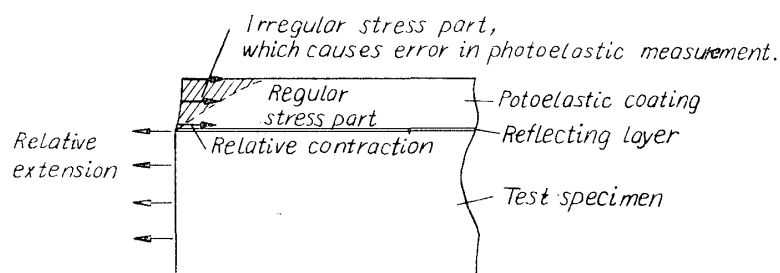 Irregular stress part,
which causes error in photoelastic measurement.
Regular
stress part
Potoelastic coating
Reflecting layer
Relative contraction
Relative
extension
Test specimen